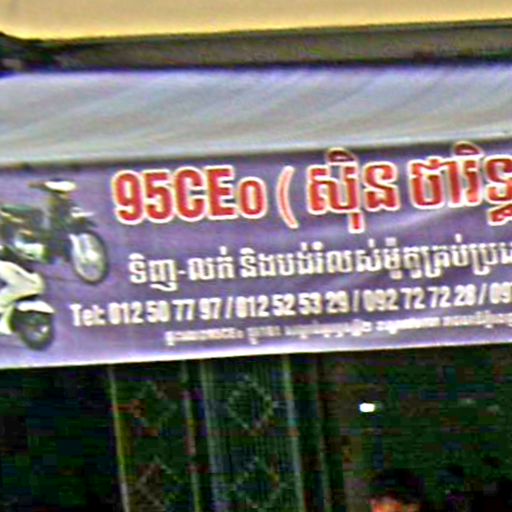 95CEo ( ស៊ិន ថារិទ្ធ
ទិញ-លក់ និងបង់រំលស់ម៉ូតូគ្រប់ប្រភេ
Tel: 012 50 77 97 / 012 52 53 29 / 092 72 72 28 / 09